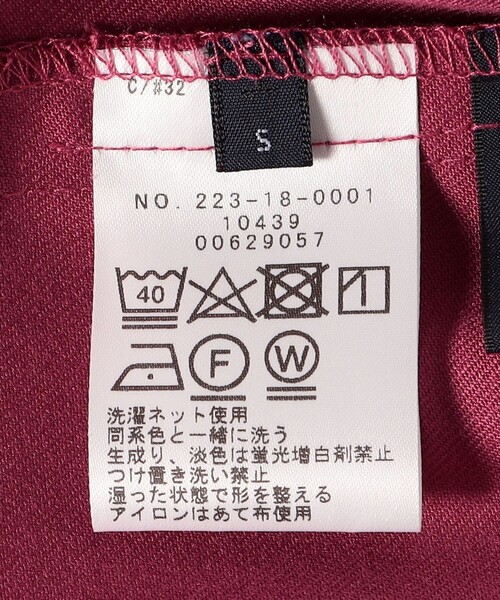 C/#32
S
NO. 223-18-0001
10439
00629057
40
F W
洗濯ネット使用
同系色と一緒に洗う
生成り、淡色は蛍光増白剤禁止
つけ置き洗い禁止
湿った状態で形を整える
アイロンはあて布使用